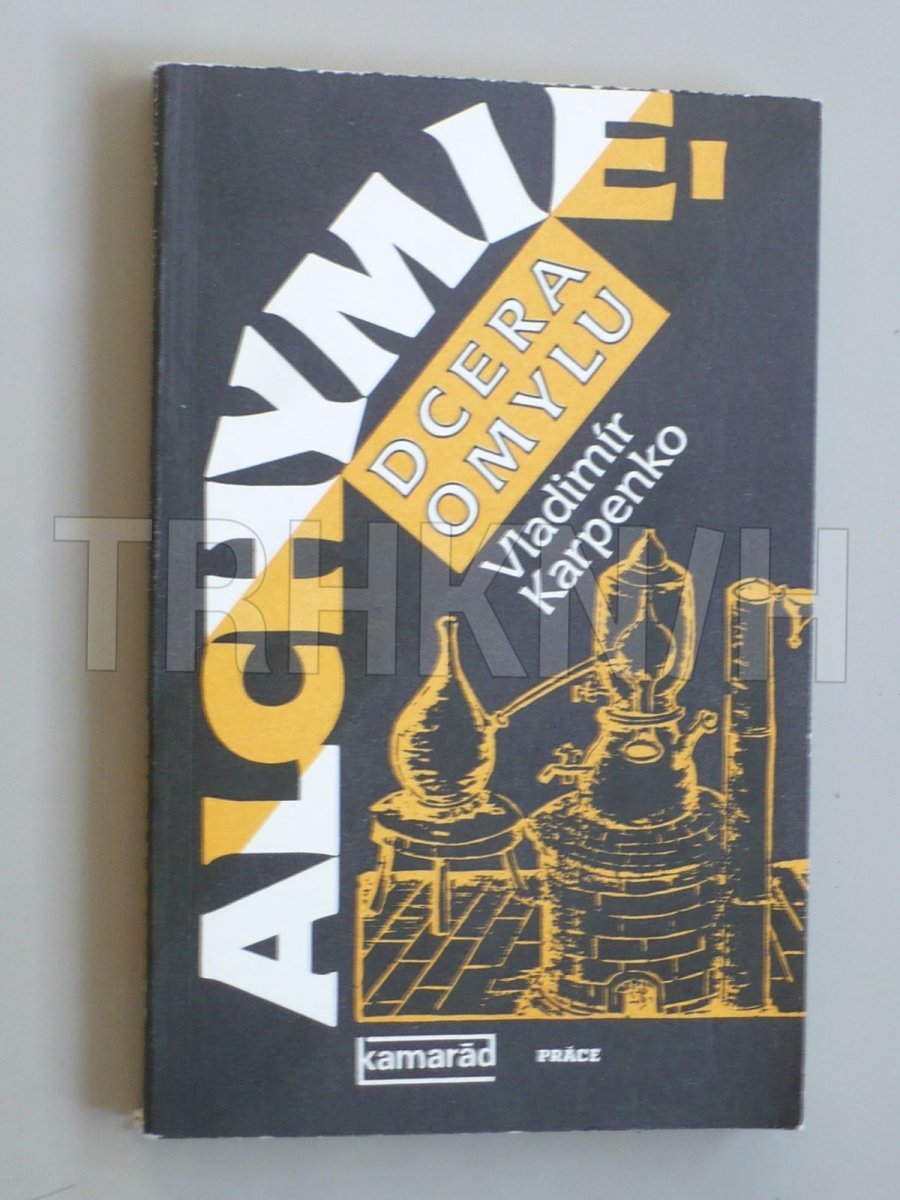 ALCHYMIE,
DCERA
OMYLU
Vladimír
Karpenko
TRHKNIH
kamarád
PRÁCE